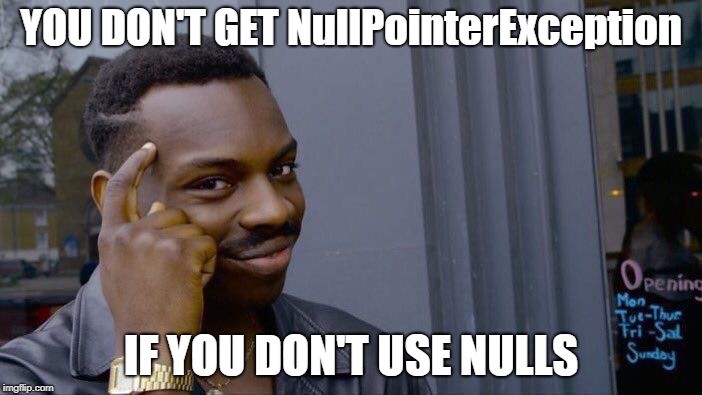 YOU DON'T GET NullPointerException
IF YOU DON'T USE NULLS
Opening
Mon
Tue-Thur
Fri-Sat
Sunday
imgflip.com